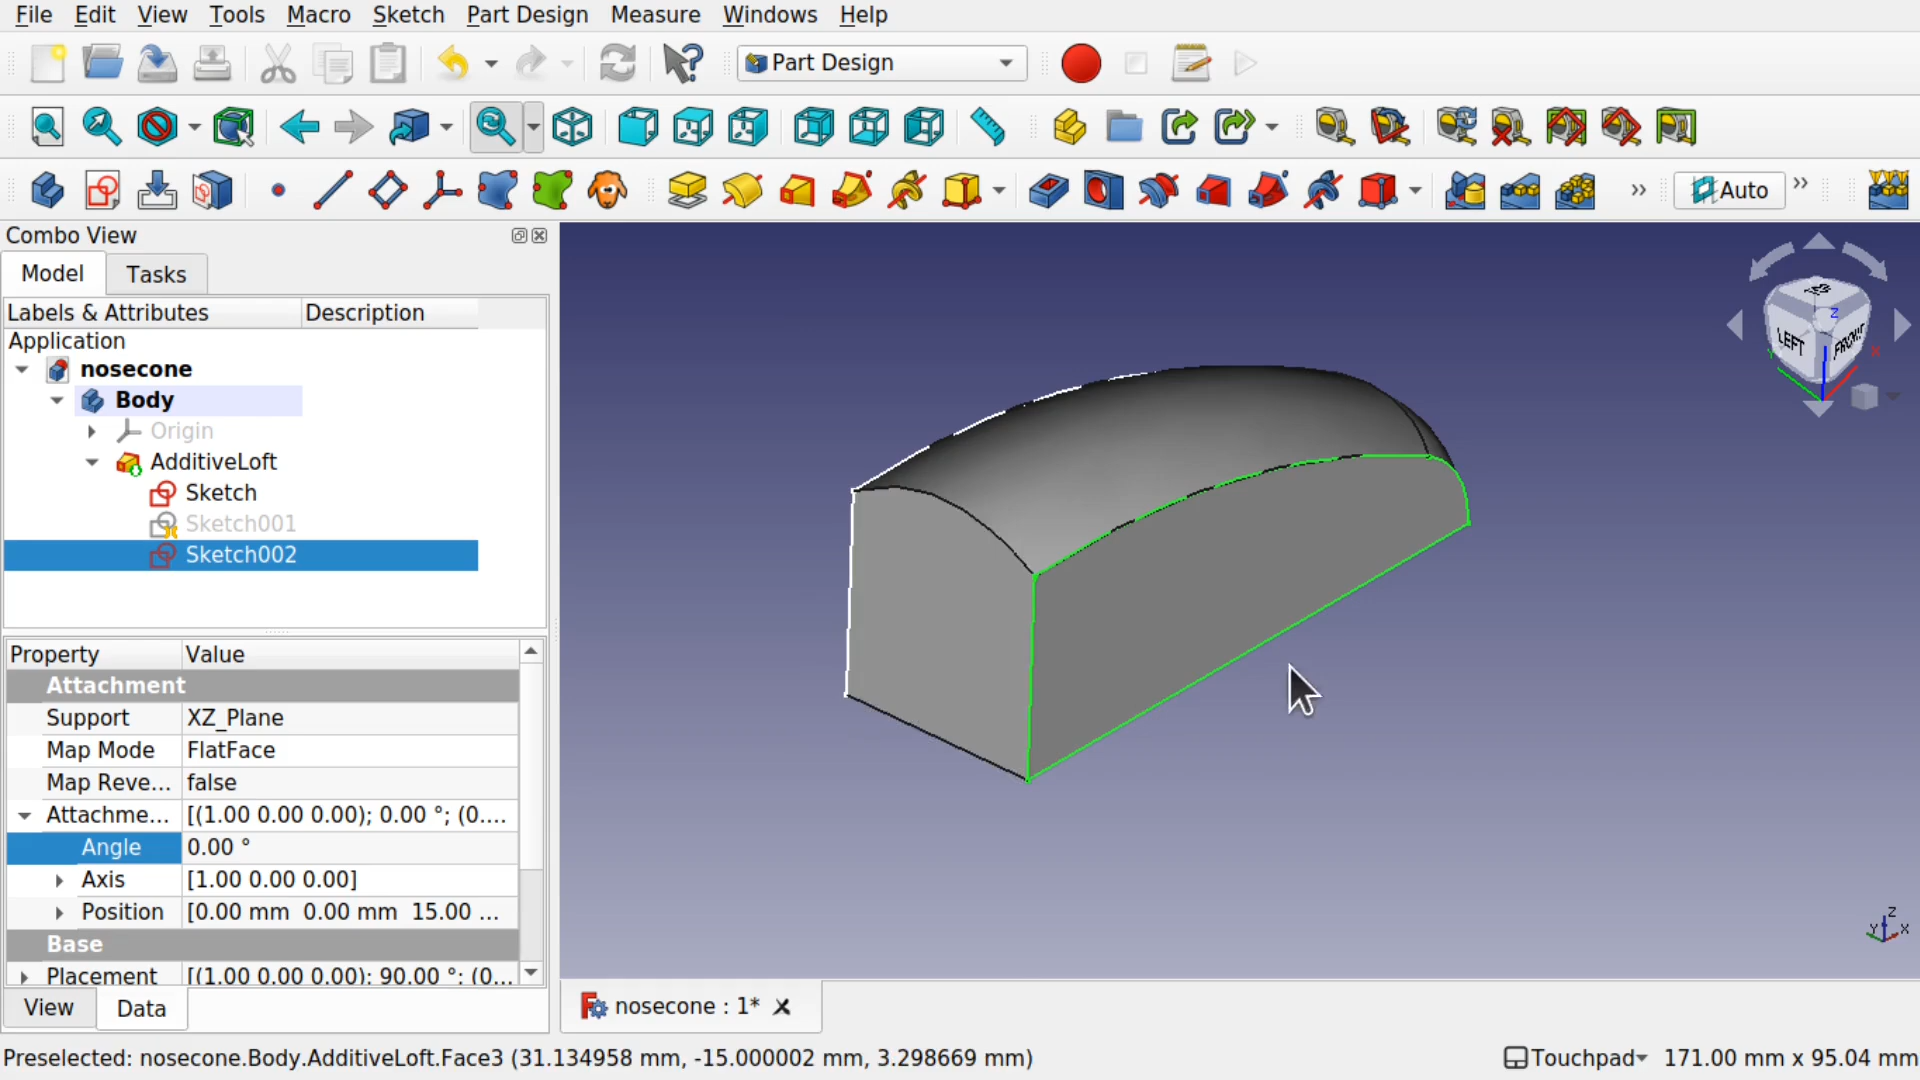 File Edit View Tools Macro Sketch Part Design Measure Windows Help
Part Design
Auto
Combo View
Model Tasks
Labels & Attributes Description
Application
nosecone
Body
Origin
AdditiveLoft
Sketch
Sketch001
Sketch002
Property Value
Attachment
Support XZ_Plane
Map Mode FlatFace
Map Reve... false
Attachme... [(1.00 0.00 0.00); 0.00 °; (0....
Angle 0.00 °
Axis [1.00 0.00 0.00]
Position [0.00 mm 0.00 mm 15.00 ...
Base
Placement [(1.00 0.00 0.00); 90.00 °; (0...
View Data
LEFT FRONT
Z
Z
Y X
nosecone : 1*
Preselected: nosecone.Body.AdditiveLoft.Face3 (31.134958 mm, -15.000002 mm, 3.298669 mm)
Touchpad 171.00 mm x 95.04 mm